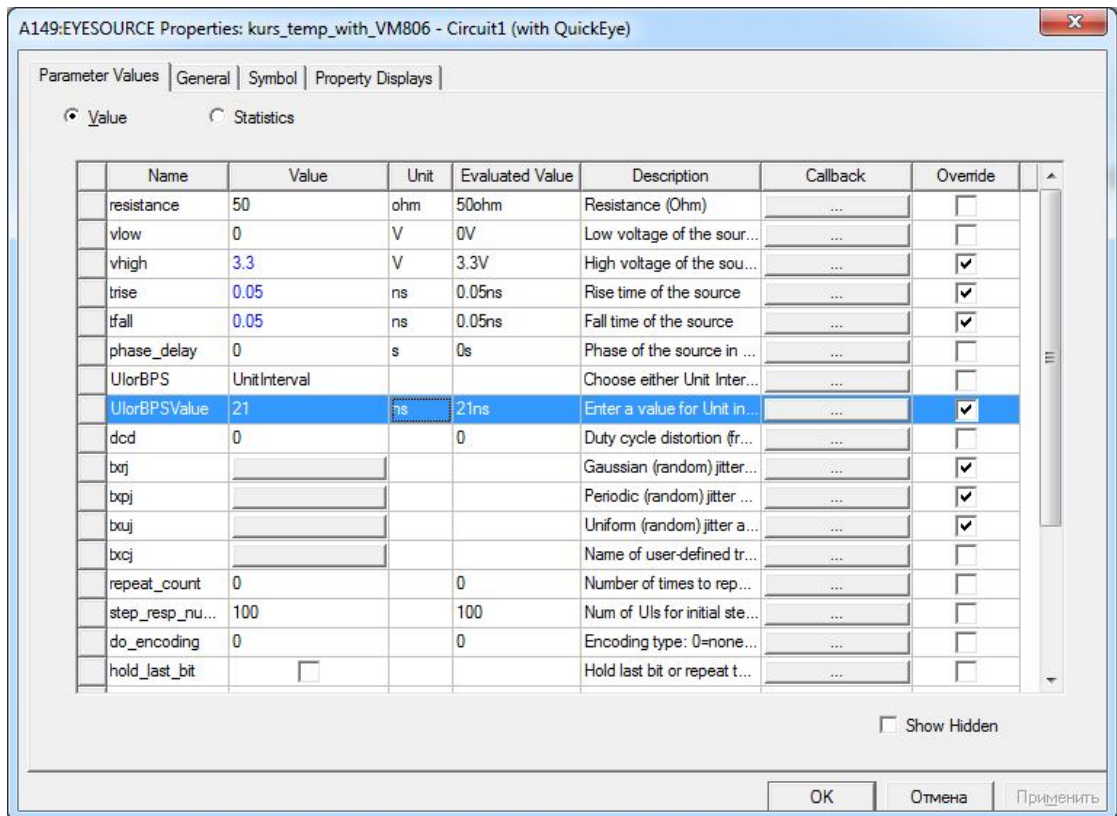 A149:EYESOURCE Properties: kurs_temp_with_VM806 - Circuit1 (with QuickEye)
Parameter Values General Symbol Property Displays
Value Statistics
Name Value Unit Evaluated Value Description Callback Override
resistance 50 ohm 50ohm Resistance (Ohm) ...
vlow 0 V 0V Low voltage of the sour... ...
vhigh 3.3 V 3.3V High voltage of the sou... ...
trise 0.05 ns 0.05ns Rise time of the source ...
tfall 0.05 ns 0.05ns Fall time of the source ...
phase_delay 0 s 0s Phase of the source in ... ...
UIorBPS UnitInterval Choose either Unit Inter... ...
UIorBPSValue 21 ns 21ns Enter a value for Unit in... ...
dcd 0 0 Duty cycle distortion (fr... ...
txrj Gaussian (random) jitter... ...
txpj Periodic (random) jitter ... ...
txuj Uniform (random) jitter a... ...
txcj Name of user-defined tr... ...
repeat_count 0 0 Number of times to rep... ...
step_resp_nu... 100 100 Num of UIs for initial ste... ...
do_encoding 0 0 Encoding type: 0=none... ...
hold_last_bit Hold last bit or repeat t... ...
Show Hidden
OK Отмена Применить